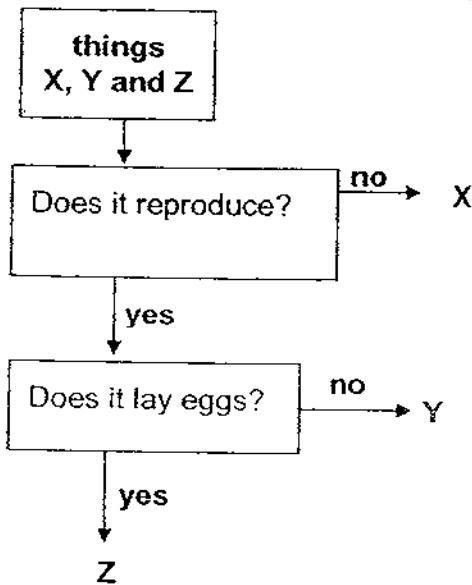 things
X, Y and Z
Does it reproduce?
no
X
yes
Does it lay eggs?
no
Y
yes
Z